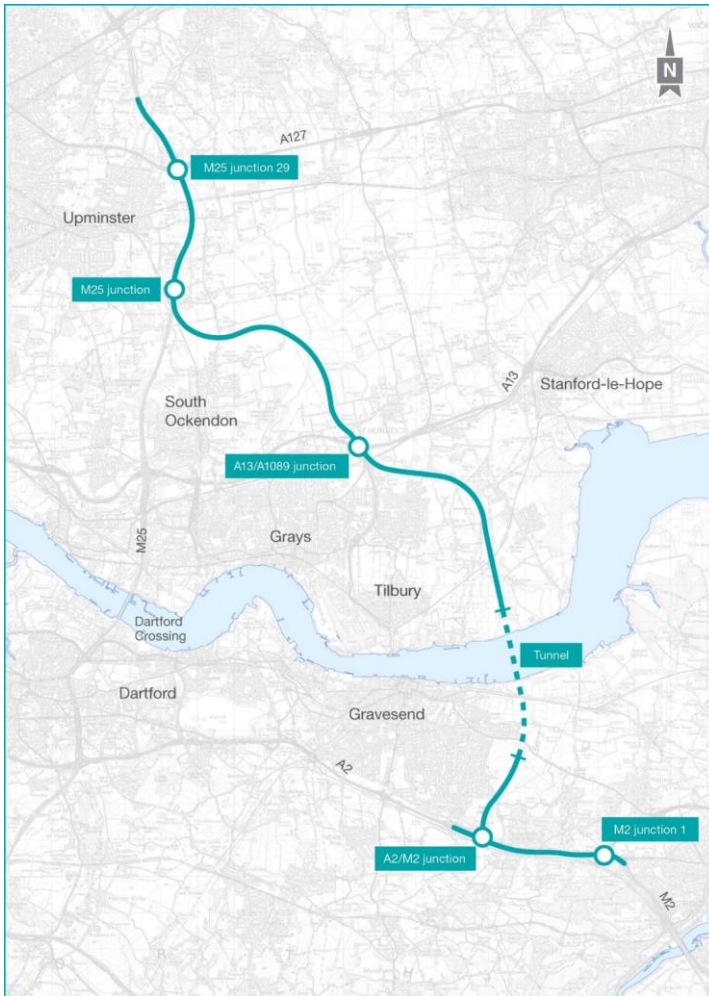 N
A127
M25 junction 29
Upminster
M25 junction
A13
Stanford-le-Hope
South
Ockendon
A13/A1089 junction
M25
Grays
Tilbury
Dartford
Crossing
Tunnel
Dartford
Gravesend
A2
M2 junction 1
A2/M2 junction
M2